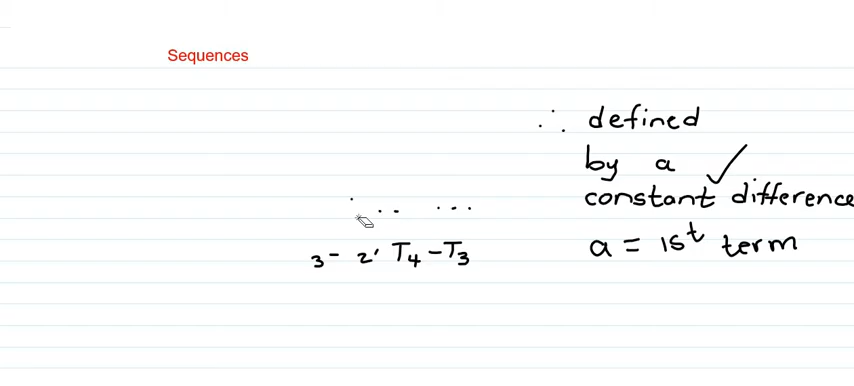 Sequences
∴ defined
by a ✓
constant difference
a = 1st term
3 - 2, T4 - T3